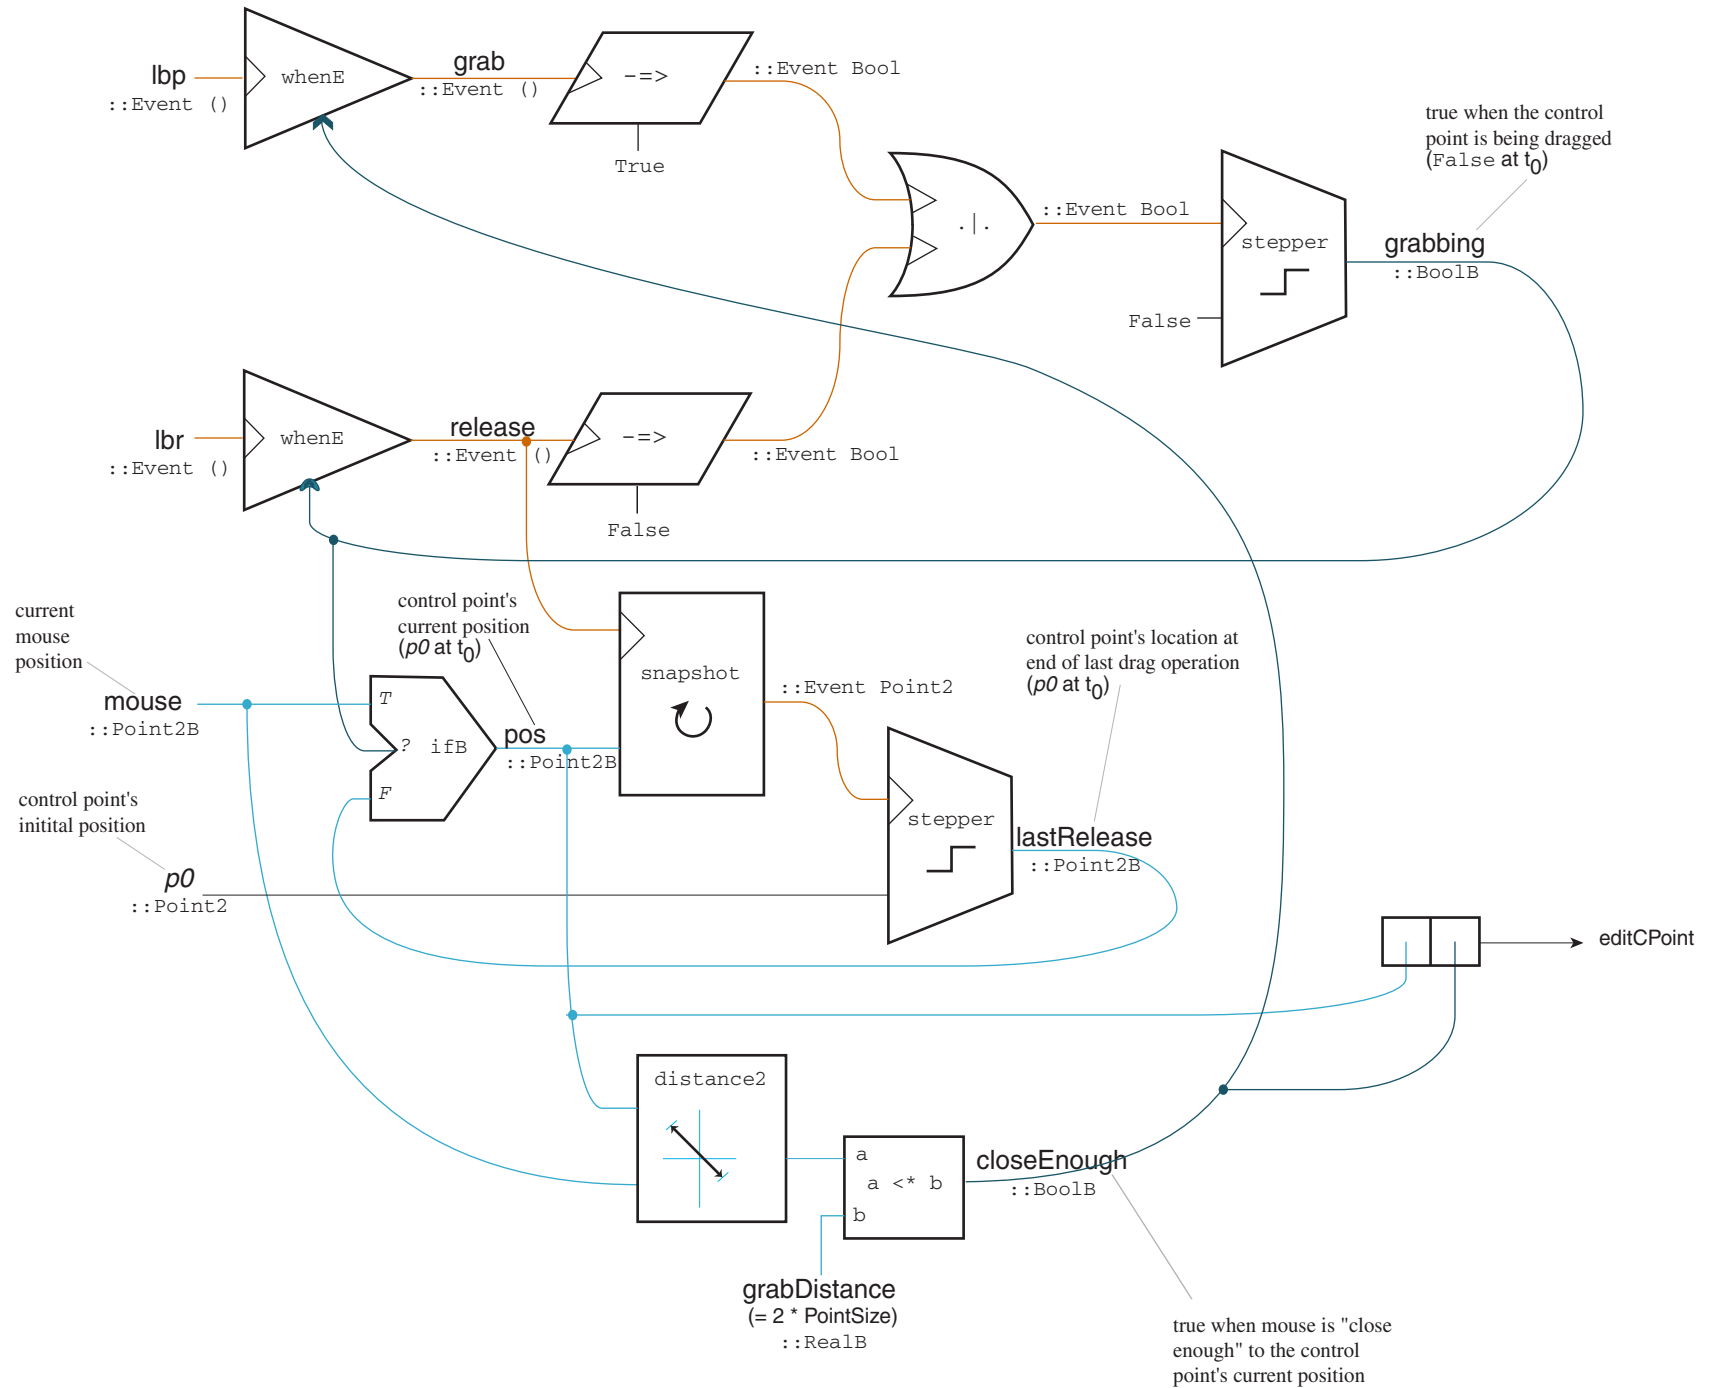 lbp
::Event ()
whenE
grab
::Event ()
-=>
True
::Event Bool
.|.
::Event Bool
true when the control
point is being dragged
(False at t0)
stepper
False
grabbing
::BoolB
lbr
::Event ()
whenE
release
::Event ()
-=>
False
::Event Bool
current
mouse
position
mouse
::Point2B
control point's
current position
(p0 at t0)
T
? ifB
F
pos
::Point2B
snapshot
::Event Point2
control point's location at
end of last drag operation
(p0 at t0)
control point's
initital position
p0
::Point2
stepper
lastRelease
::Point2B
editCPoint
distance2
a
a <* b
b
closeEnough
::BoolB
grabDistance
(= 2 * PointSize)
::RealB
true when mouse is "close
enough" to the control
point's current position